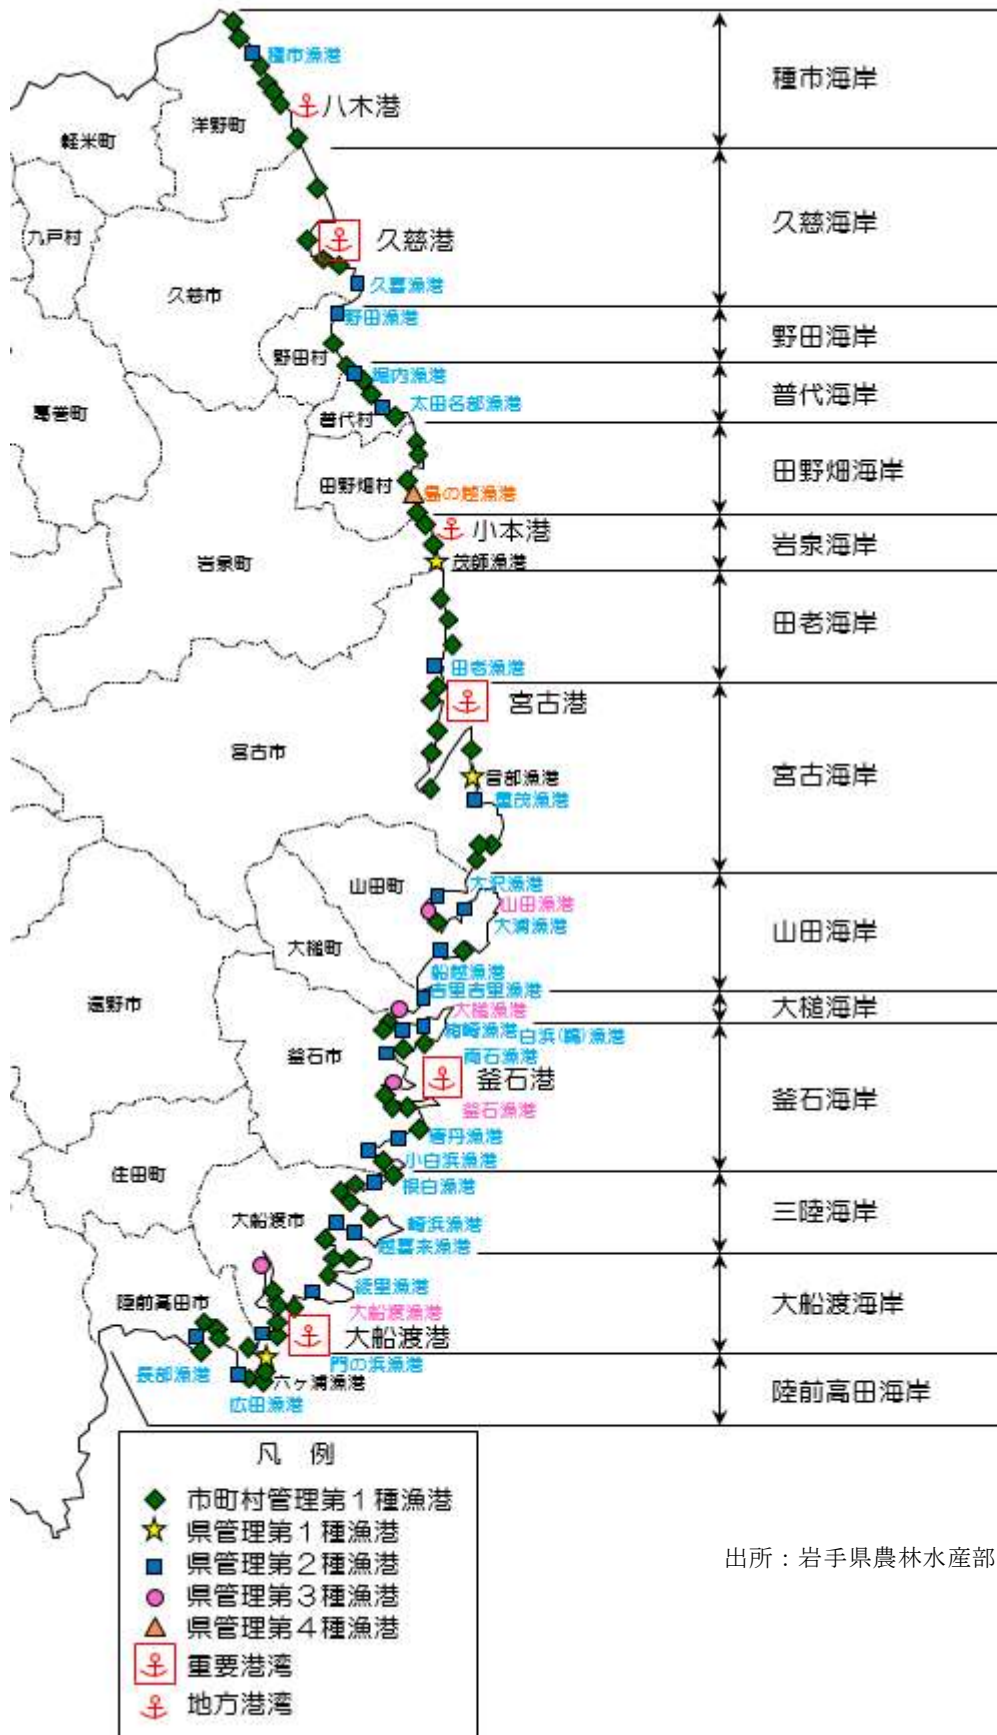 種市漁港
種市海岸
八木港
洋野町
軽米町
久慈海岸
九戸村
久慈港
久慈市
久喜漁港
野田漁港
野田海岸
野田村
堀内漁港
普代海岸
葛巻町
太田名部漁港
普代村
田野畑海岸
田野畑村
島の越漁港
小本港
岩泉海岸
岩泉町
茂師漁港
田老海岸
田老漁港
宮古港
宮古市
宮古海岸
音部漁港
重茂漁港
山田町
大沢漁港
山田漁港
大浦漁港
山田海岸
大槌町
船越漁港
吉里吉里漁港
遠野市
大槌漁港
大槌海岸
箱崎漁港
白浜(鵜)漁港
釜石市
両石漁港
釜石港
釜石海岸
釜石漁港
唐丹漁港
小白浜漁港
住田町
根白漁港
三陸海岸
大船渡市
崎浜漁港
越喜来漁港
綾里漁港
陸前高田市
大船渡漁港
大船渡海岸
大船渡港
長部漁港
門の浜漁港
六ヶ浦漁港
広田漁港
陸前高田海岸
凡 例
市町村管理第1種漁港
県管理第1種漁港
県管理第2種漁港
県管理第3種漁港
県管理第4種漁港
重要港湾
地方港湾
出所：岩手県農林水産部